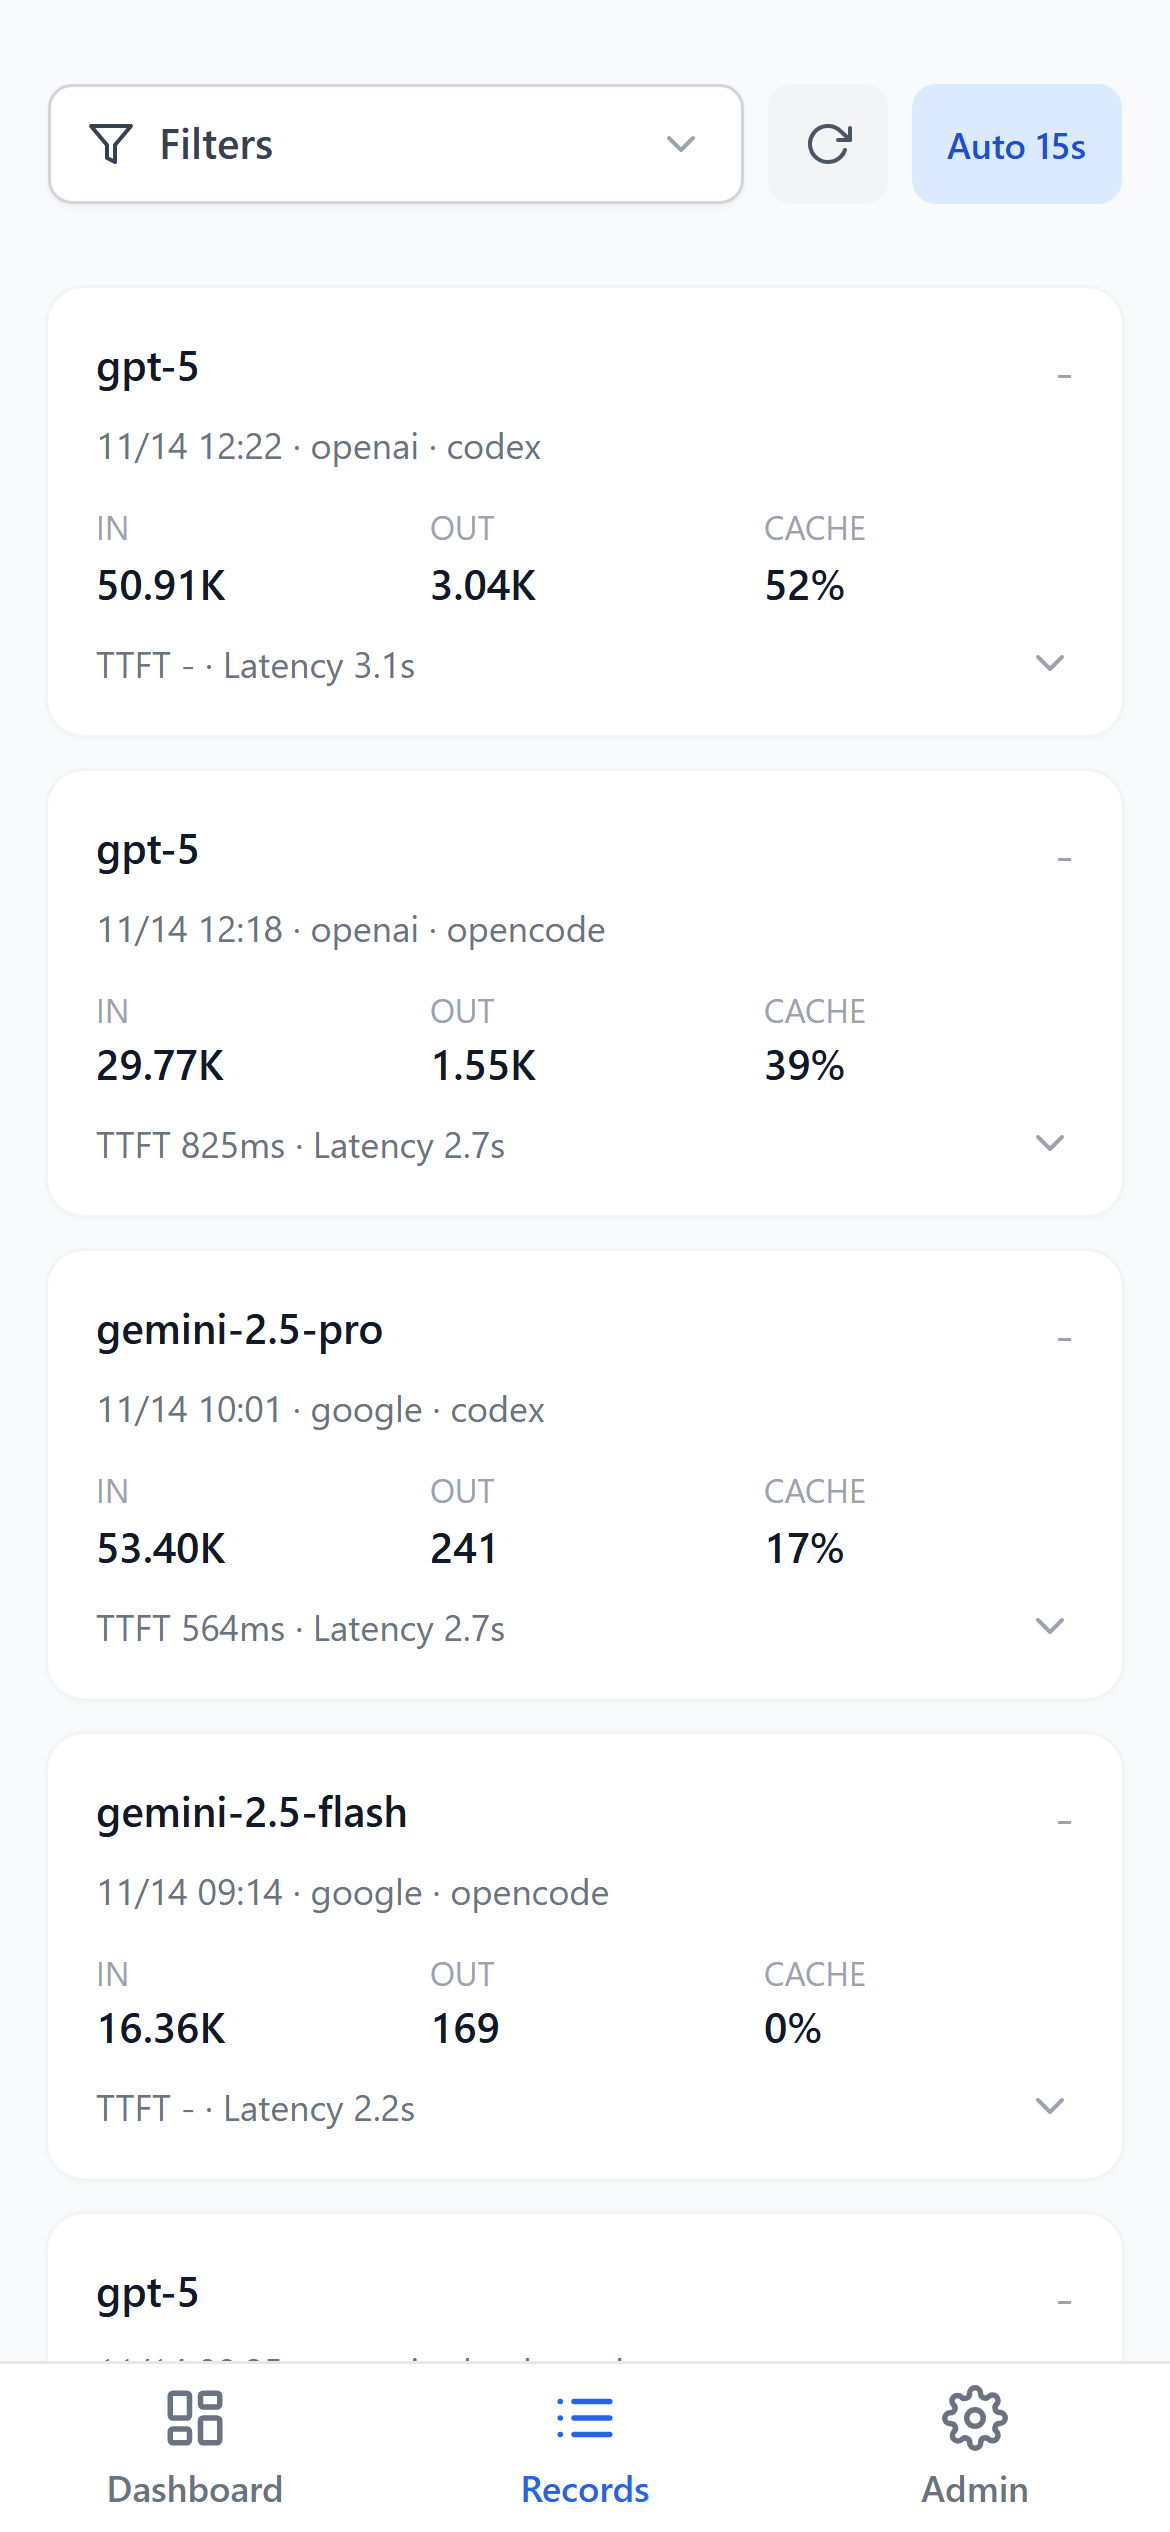 Filters
Auto 15s
gpt-5
-
11/14 12:22 · openai · codex
IN OUT CACHE
50.91K 3.04K 52%
TTFT - · Latency 3.1s
gpt-5
-
11/14 12:18 · openai · opencode
IN OUT CACHE
29.77K 1.55K 39%
TTFT 825ms · Latency 2.7s
gemini-2.5-pro
-
11/14 10:01 · google · codex
IN OUT CACHE
53.40K 241 17%
TTFT 564ms · Latency 2.7s
gemini-2.5-flash
-
11/14 09:14 · google · opencode
IN OUT CACHE
16.36K 169 0%
TTFT - · Latency 2.2s
gpt-5
-
Dashboard Records Admin